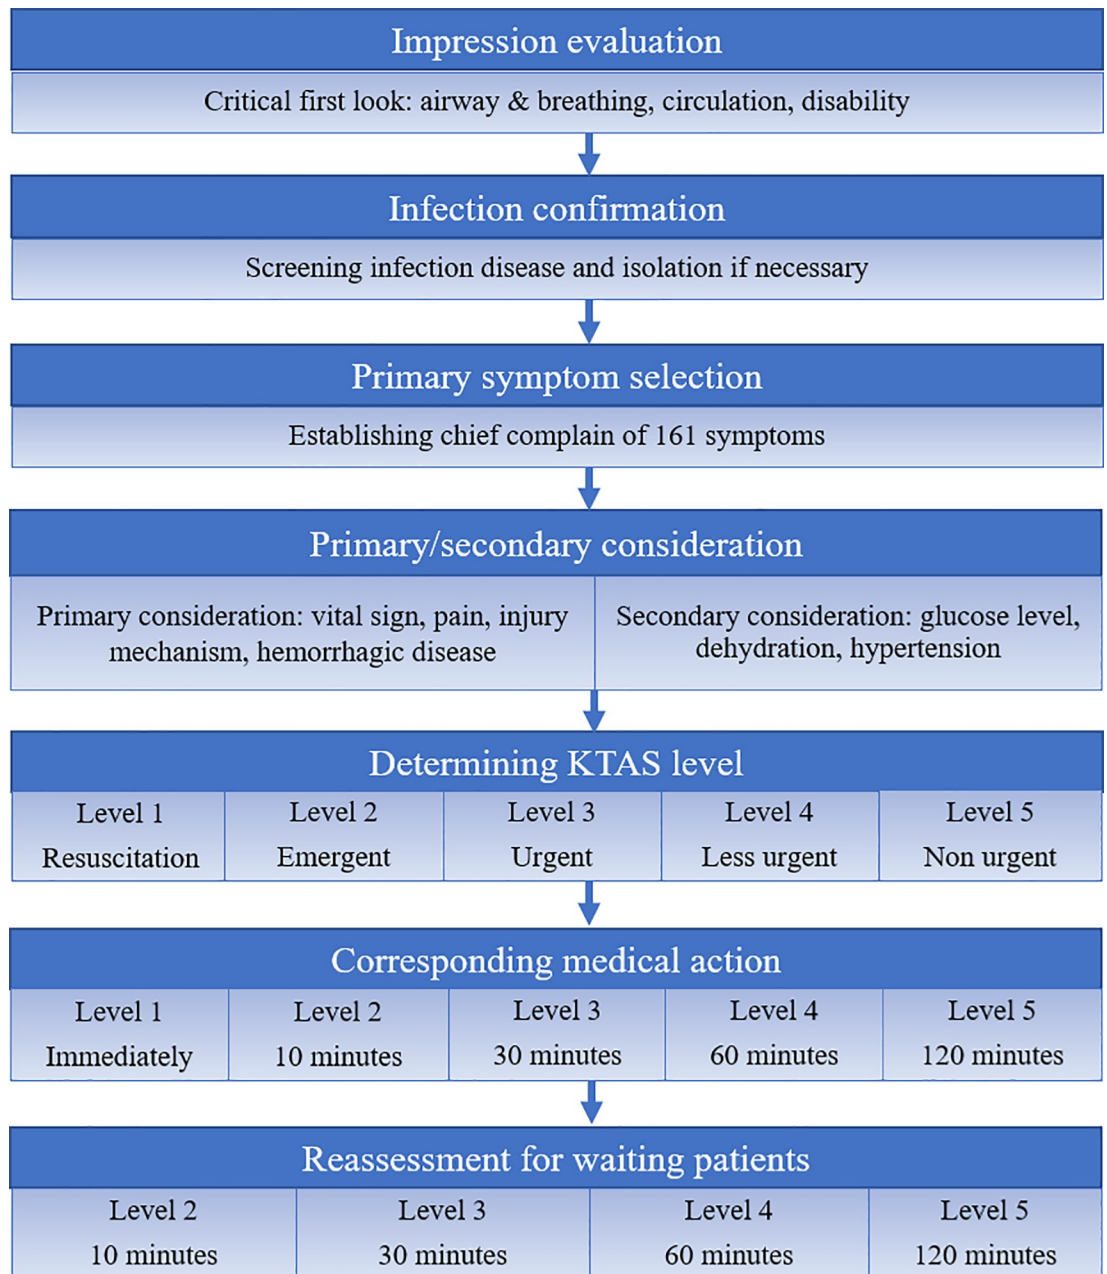 Impression evaluation
Critical first look: airway & breathing, circulation, disability
Infection confirmation
Screening infection disease and isolation if necessary
Primary symptom selection
Establishing chief complain of 161 symptoms
Primary/secondary consideration
Primary consideration: vital sign, pain, injury
mechanism, hemorrhagic disease
Secondary consideration: glucose level,
dehydration, hypertension
Determining KTAS level
Level 1
Resuscitation
Level 2
Emergent
Level 3
Urgent
Level 4
Less urgent
Level 5
Non urgent
Corresponding medical action
Level 1
Immediately
Level 2
10 minutes
Level 3
30 minutes
Level 4
60 minutes
Level 5
120 minutes
Reassessment for waiting patients
Level 2
10 minutes
Level 3
30 minutes
Level 4
60 minutes
Level 5
120 minutes